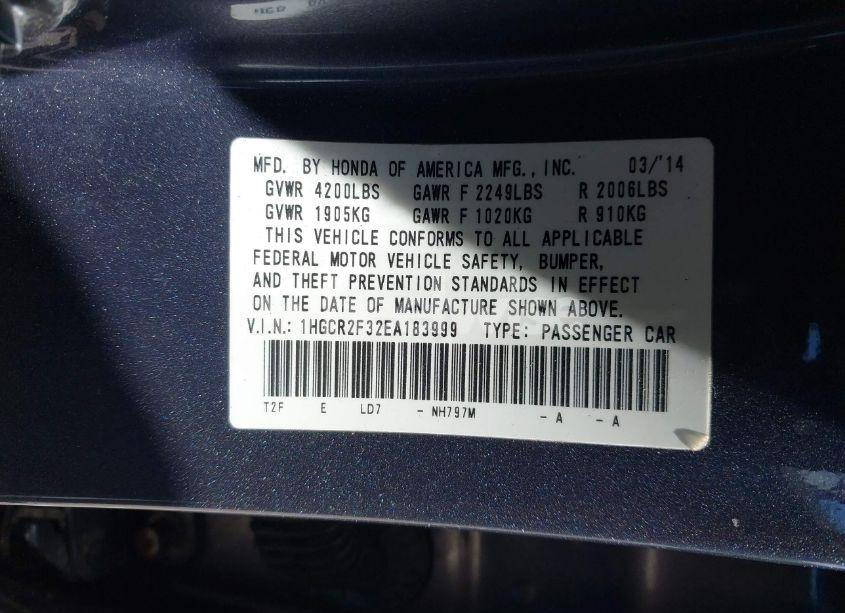 MFD. BY HONDA OF AMERICA MFG., INC. 03/'14
GVWR 4200LBS GAWR F 2249LBS R 2006LBS
GVWR 1905KG GAWR F 1020KG R 910KG
THIS VEHICLE CONFORMS TO ALL APPLICABLE
FEDERAL MOTOR VEHICLE SAFETY, BUMPER,
AND THEFT PREVENTION STANDARDS IN EFFECT
ON THE DATE OF MANUFACTURE SHOWN ABOVE.
V.I.N.: 1HGCR2F32EA183999 TYPE: PASSENGER CAR
T2F E LD7 - NH797M - A - A